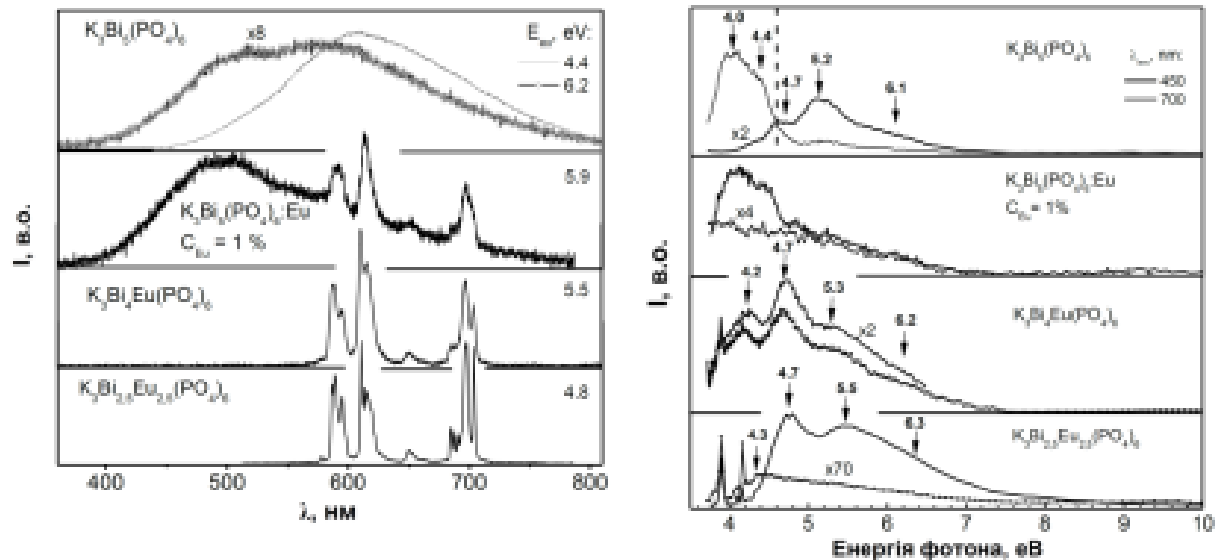 K₃Bi₅(PO₄)₆
x8
4.4
6.2
5.9
K₃Bi₅(PO₄)₆:Eu
C = 1 %
K₃Bi₄Eu(PO₄)₆
5.5
K₃Bi₂,₅Eu₂,₅(PO₄)₆
4.8
I, в.о.
400
500
600
700
800
λ, нм
4.0
4.4
4.7
5.2
6.1
x2
K₃Bi₅(PO₄)₆
nm:
450
700
K₃Bi₅(PO₄)₆:Eu
C = 1%
x4
4.2
4.7
5.3
6.2
x2
K₃Bi₄Eu(PO₄)₆
4.3
4.7
5.5
6.3
x70
K₃Bi₂,₅Eu₂,₅(PO₄)₆
I, в.о.
4
5
6
7
8
9
10
Енергія фотона, еВ